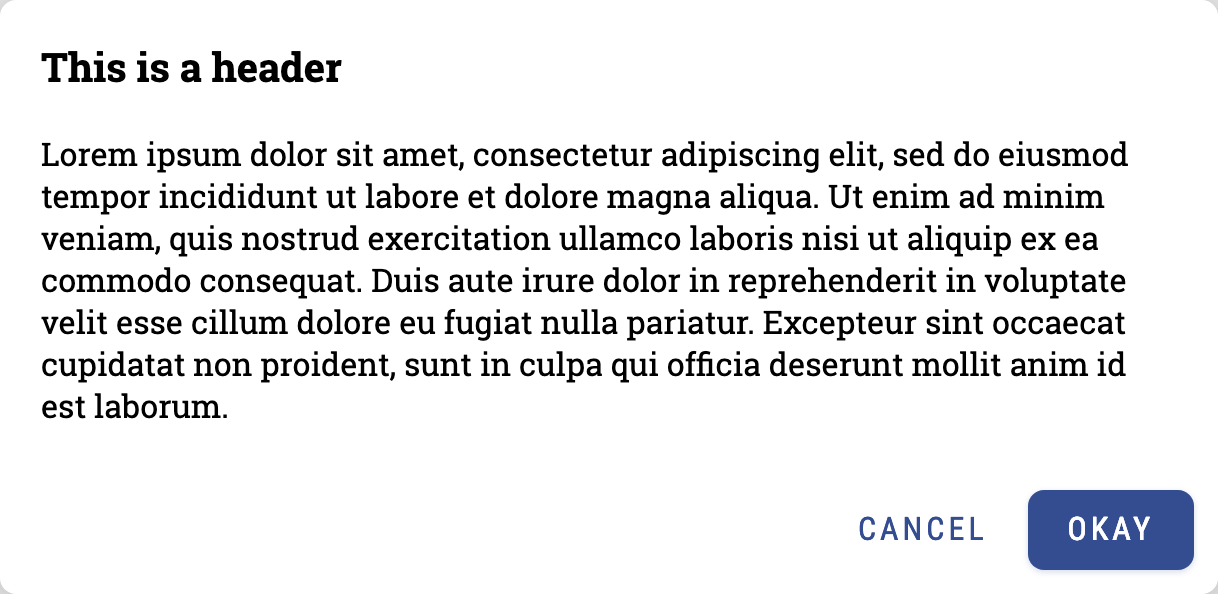 This is a header
Lorem ipsum dolor sit amet, consectetur adipiscing elit, sed do eiusmod
tempor incididunt ut labore et dolore magna aliqua. Ut enim ad minim
veniam, quis nostrud exercitation ullamco laboris nisi ut aliquip ex ea
commodo consequat. Duis aute irure dolor in reprehenderit in voluptate
velit esse cillum dolore eu fugiat nulla pariatur. Excepteur sint occaecat
cupidatat non proident, sunt in culpa qui officia deserunt mollit anim id
est laborum.
CANCEL OKAY